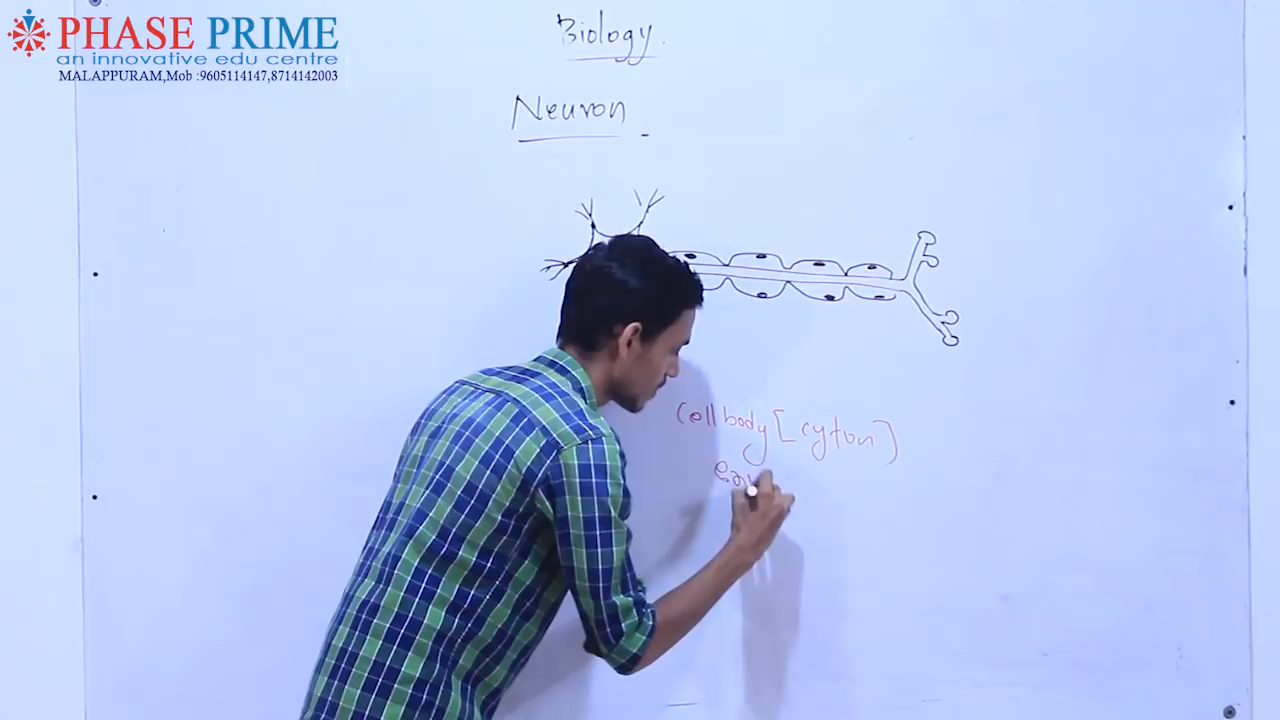 PHASE PRIME
an innovative edu centre
MALAPPURAM,Mob :9605114147,8714142003
Biology.
Neuron
Cell body [cyton]